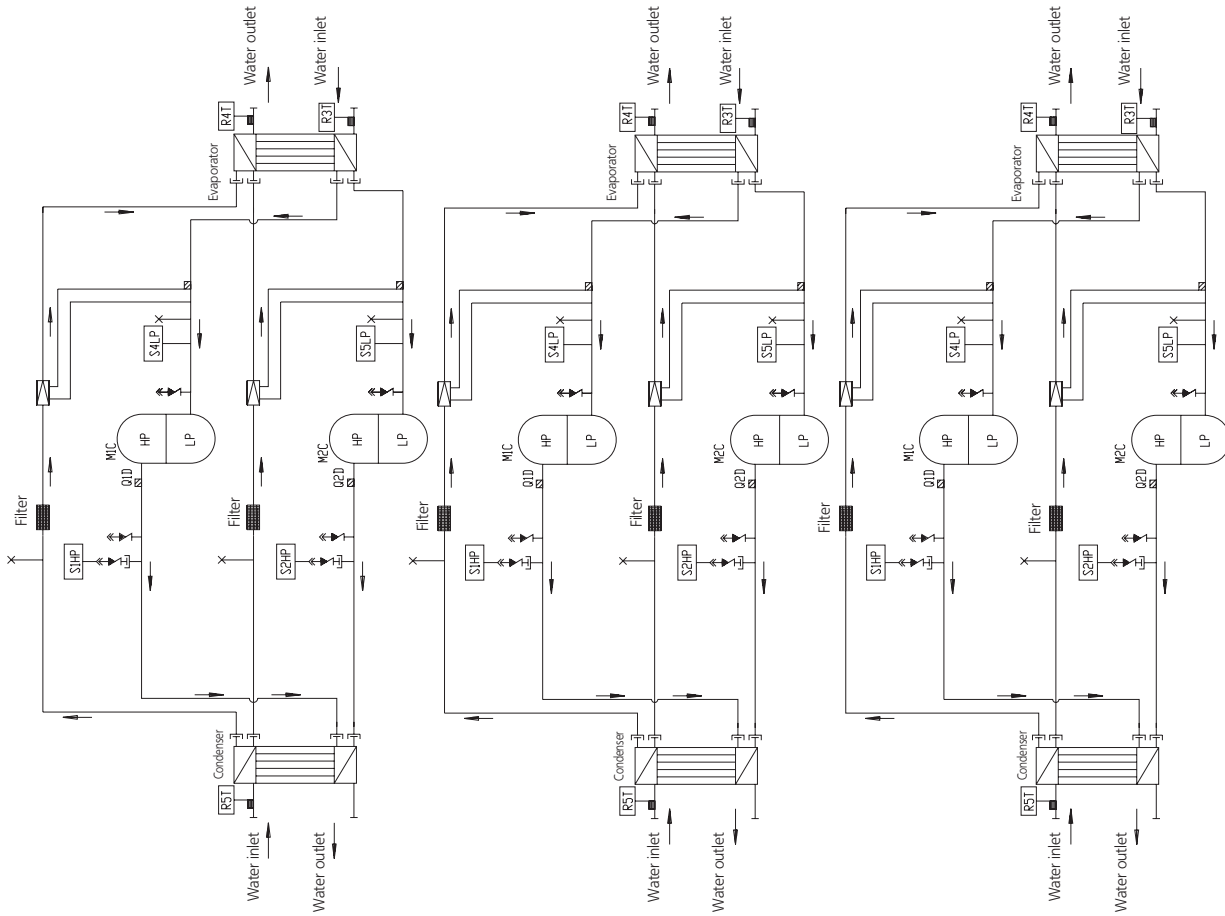 Water outlet
Water inlet
R4T
R3T
Evaporator
S4LP
S5LP
M1C
HP
LP
M2C
HP
LP
Q1D
Q2D
Filter
Filter
S1HP
S2HP
Condenser
R5T
Water inlet
Water outlet
Water outlet
Water inlet
R4T
R3T
Evaporator
S4LP
S5LP
M1C
HP
LP
M2C
HP
LP
Q1D
Q2D
Filter
Filter
S1HP
S2HP
Condenser
R5T
Water inlet
Water outlet
Water outlet
Water inlet
R4T
R3T
Evaporator
S4LP
S5LP
M1C
HP
LP
M2C
HP
LP
Q1D
Q2D
Filter
Filter
S1HP
S2HP
Condenser
R5T
Water inlet
Water outlet